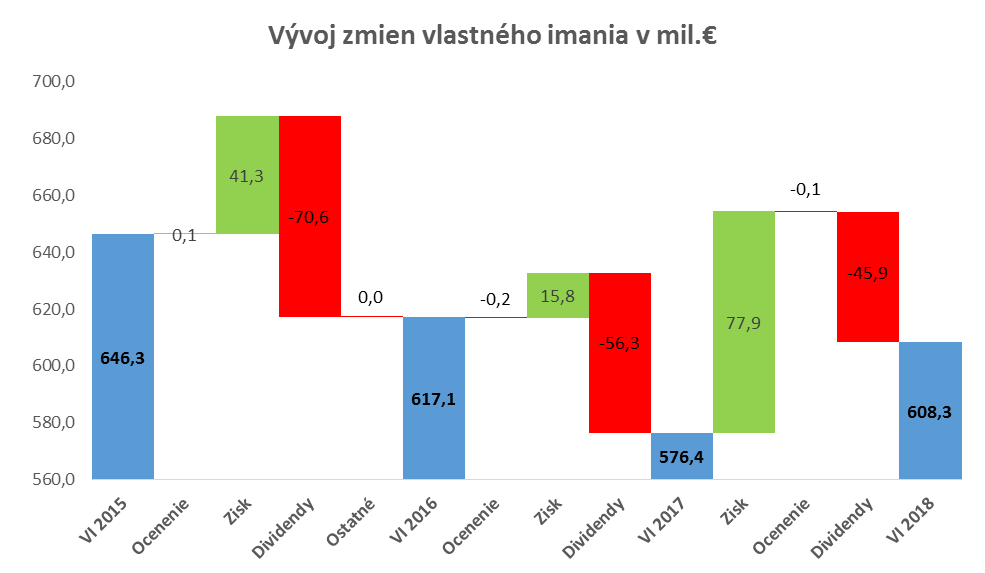 Vývoj zmien vlastného imania v mil.€
700,0
680,0
660,0
640,0
620,0
600,0
580,0
560,0
646,3
0,1
41,3
-70,6
0,0
617,1
-0,2
15,8
-56,3
576,4
77,9
-0,1
-45,9
608,3
VI 2015
Ocenenie
Zisk
Dividendy
Ostatné
VI 2016
Ocenenie
Zisk
Dividendy
VI 2017
Zisk
Ocenenie
Dividendy
VI 2018